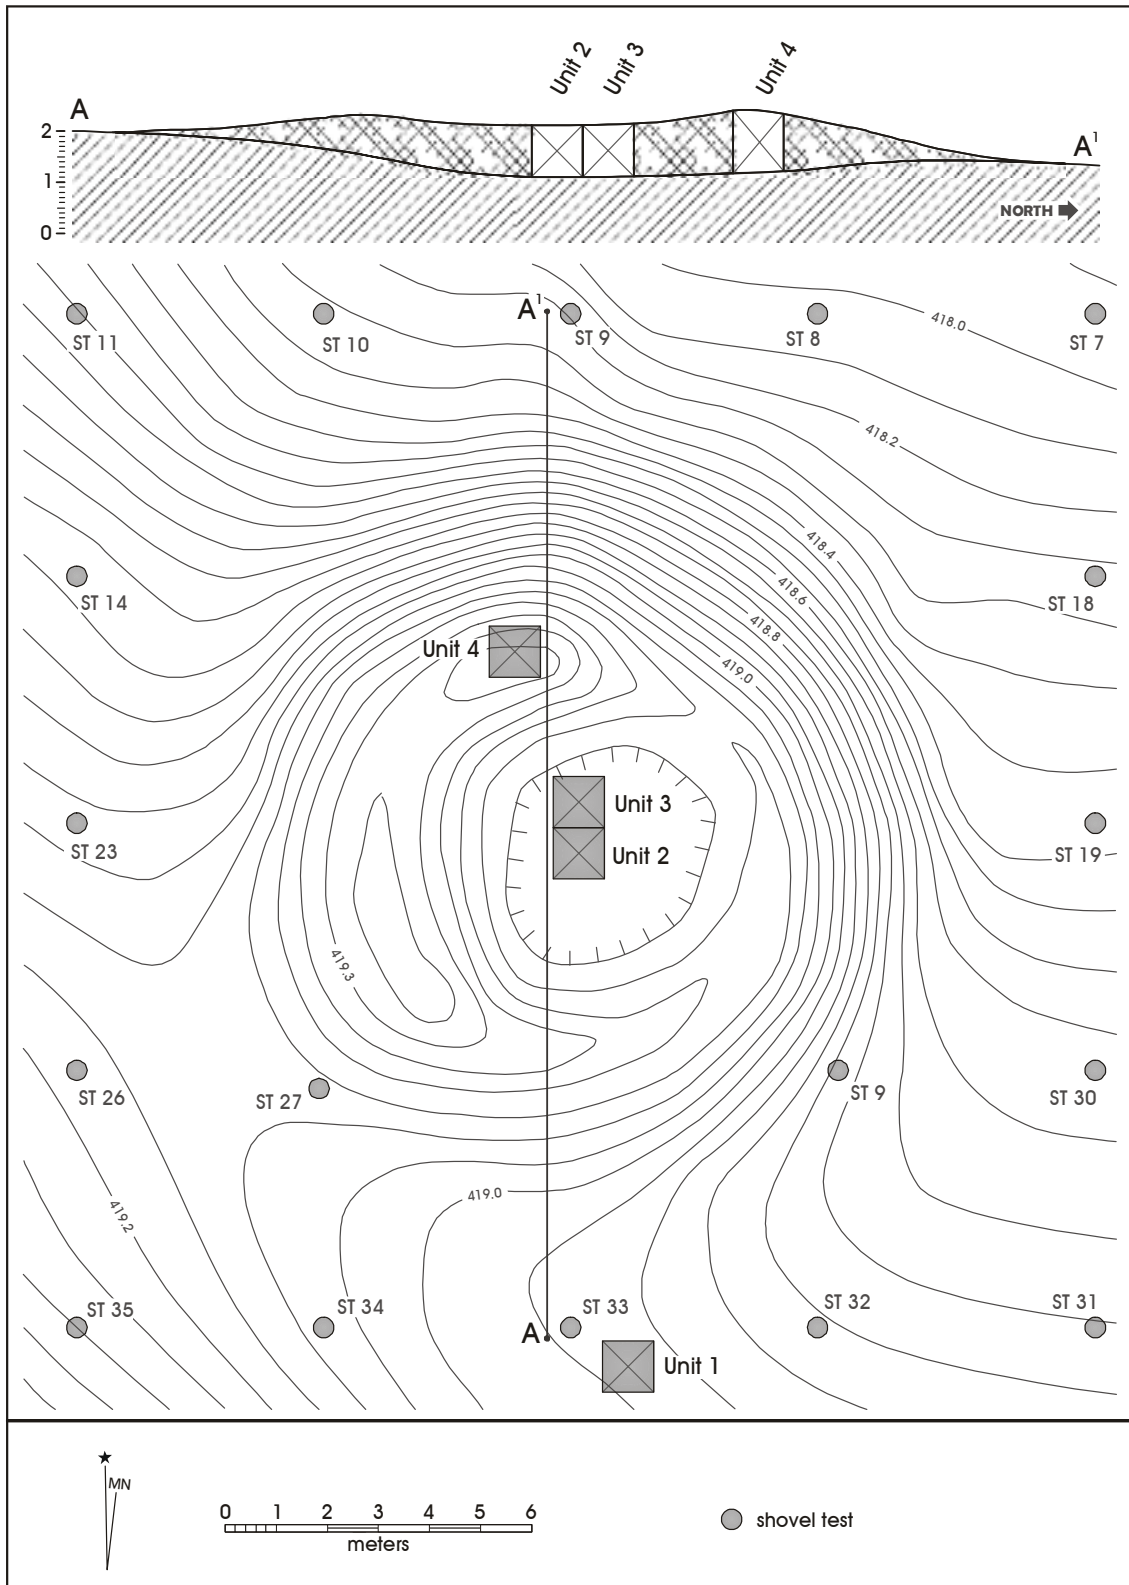 Unit 2
Unit 3
Unit 4
A
2
1
0
A1
NORTH
A1
ST 11
ST 10
ST 9
ST 8
ST 7
418.0
418.2
418.4
418.6
418.8
419.0
ST 14
ST 18
Unit 4
Unit 3
Unit 2
ST 23
ST 19
419.3
ST 26
ST 27
ST 9
ST 30
419.2
419.0
ST 35
ST 34
ST 33
ST 32
ST 31
A
Unit 1
MN
0 1 2 3 4 5 6
meters
shovel test